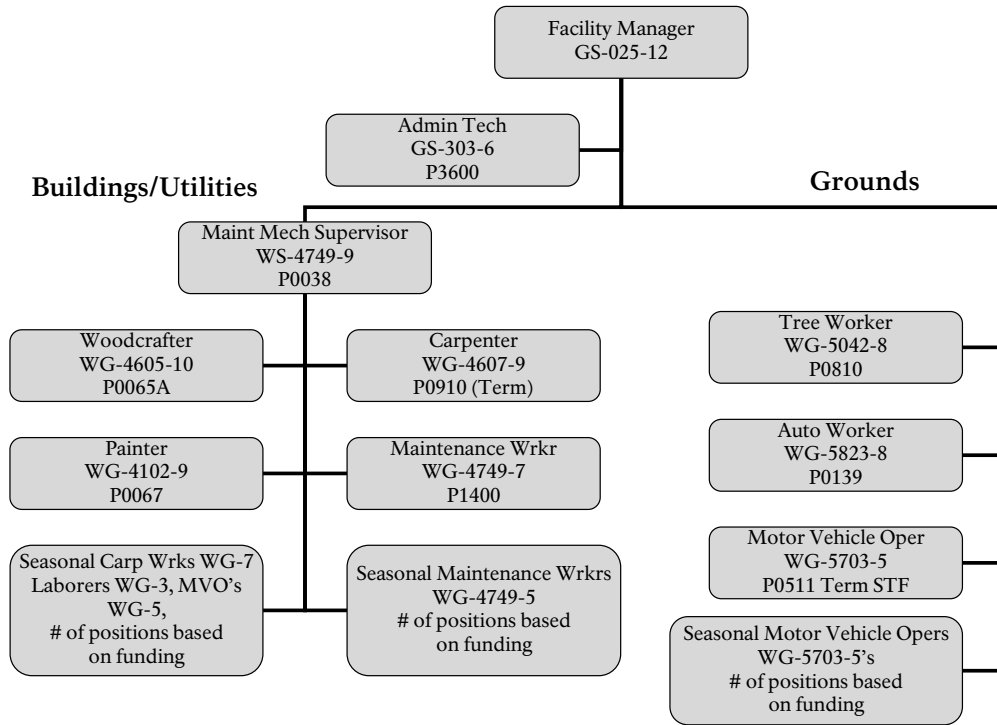 Facility Manager
GS-025-12
Admin Tech
GS-303-6
P3600
Buildings/Utilities
Grounds
Maint Mech Supervisor
WS-4749-9
P0038
Woodcrafter
WG-4605-10
P0065A
Carpenter
WG-4607-9
P0910 (Term)
Tree Worker
WG-5042-8
P0810
Painter
WG-4102-9
P0067
Maintenance Wrkr
WG-4749-7
P1400
Auto Worker
WG-5823-8
P0139
Seasonal Carp Wrks WG-7
Laborers WG-3, MVO's
WG-5,
# of positions based
on funding
Seasonal Maintenance Wrkrs
WG-4749-5
# of positions based
on funding
Motor Vehicle Oper
WG-5703-5
P0511 Term STF
Seasonal Motor Vehicle Opers
WG-5703-5's
# of positions based
on funding